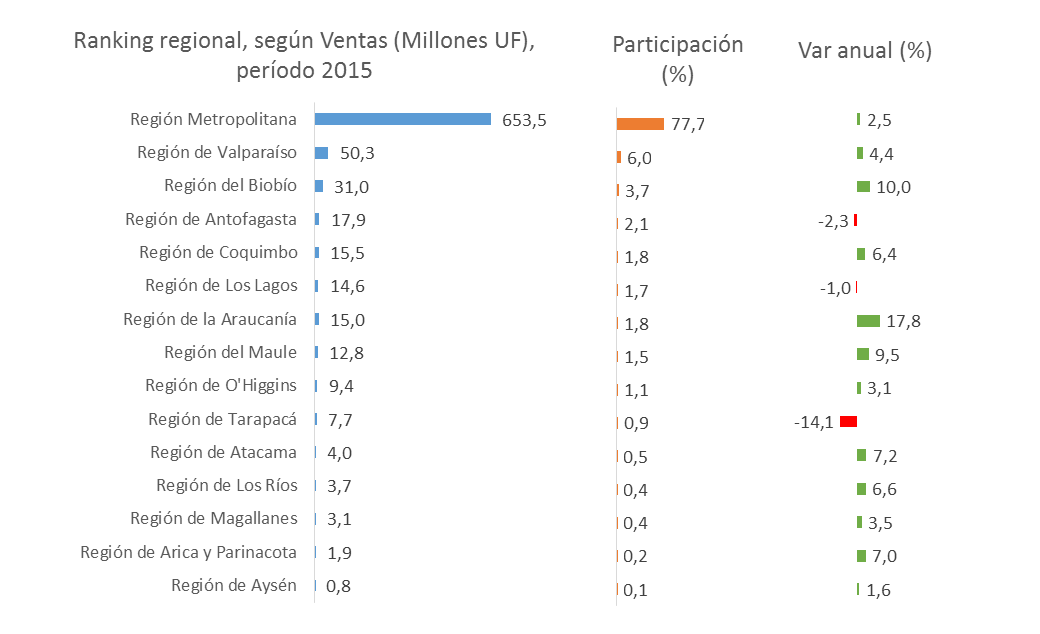 Ranking regional, según Ventas (Millones UF),
período 2015
Participación
(%)
Var anual (%)
Región Metropolitana 653,5 77,7 2,5
Región de Valparaíso 50,3 6,0 4,4
Región del Biobío 31,0 3,7 10,0
Región de Antofagasta 17,9 2,1 -2,3
Región de Coquimbo 15,5 1,8 6,4
Región de Los Lagos 14,6 1,7 -1,0
Región de la Araucanía 15,0 1,8 17,8
Región del Maule 12,8 1,5 9,5
Región de O'Higgins 9,4 1,1 3,1
Región de Tarapacá 7,7 0,9 -14,1
Región de Atacama 4,0 0,5 7,2
Región de Los Ríos 3,7 0,4 6,6
Región de Magallanes 3,1 0,4 3,5
Región de Arica y Parinacota 1,9 0,2 7,0
Región de Aysén 0,8 0,1 1,6